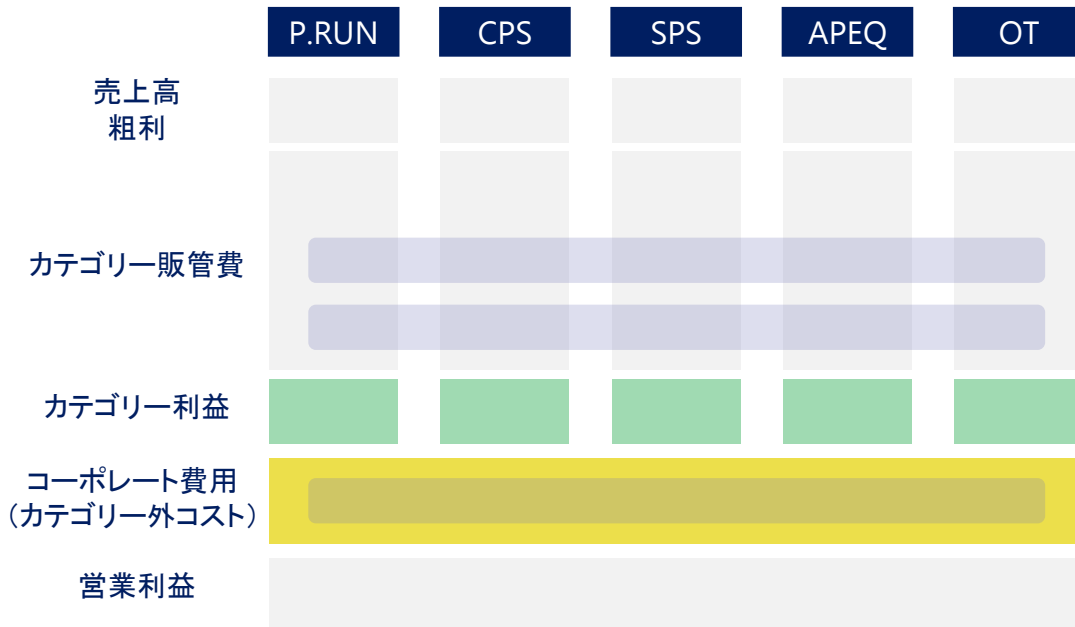 P.RUN CPS SPS APEQ OT
売上高
粗利
カテゴリー販管費
カテゴリー利益
コーポレート費用
（カテゴリー外コスト）
営業利益